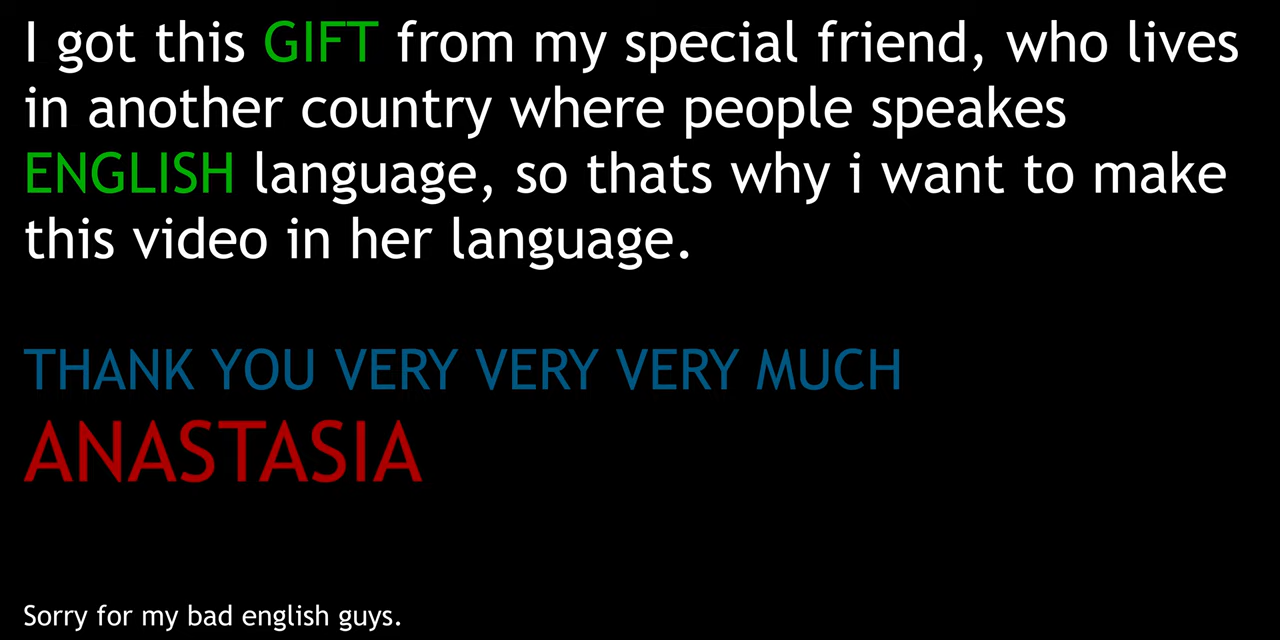 I got this GIFT from my special friend, who lives
in another country where people speakes
ENGLISH language, so thats why i want to make
this video in her language.
THANK YOU VERY VERY VERY MUCH
ANASTASIA
Sorry for my bad english guys.